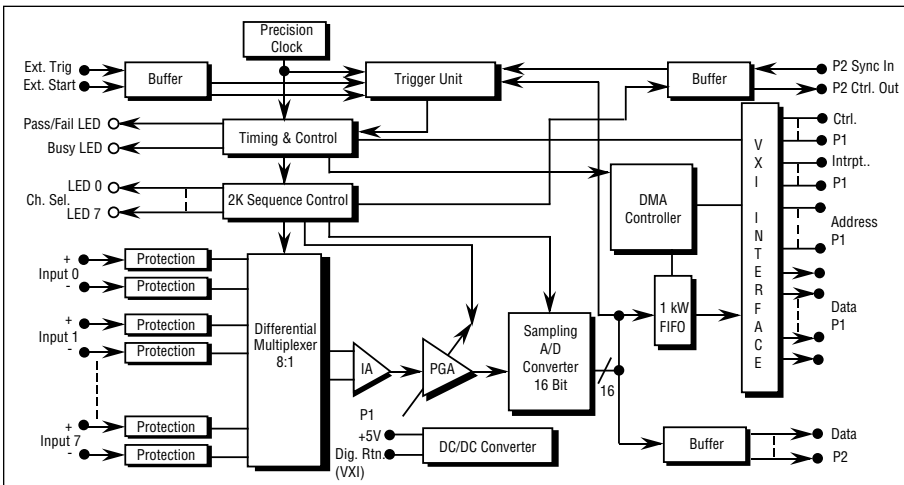 Precision
Clock
Ext. Trig
Ext. Start
Buffer
Trigger Unit
Buffer
P2 Sync In
P2 Ctrl. Out
Pass/Fail LED
Busy LED
Timing & Control
Ctrl.
P1
Intrpt..
P1
LED 0
Ch. Sel.
LED 7
2K Sequence Control
DMA
Controller
VXI INTERFACE
Address
P1
+
Input 0
-
Protection
Protection
+
Input 1
-
Protection
Protection
+
Input 7
-
Protection
Protection
Differential
Multiplexer
8:1
IA
PGA
Sampling
A/D
Converter
16 Bit
16
1 kW
FIFO
Data
P1
P1
+5V
Dig. Rtn.
(VXI)
DC/DC Converter
Buffer
Data
P2